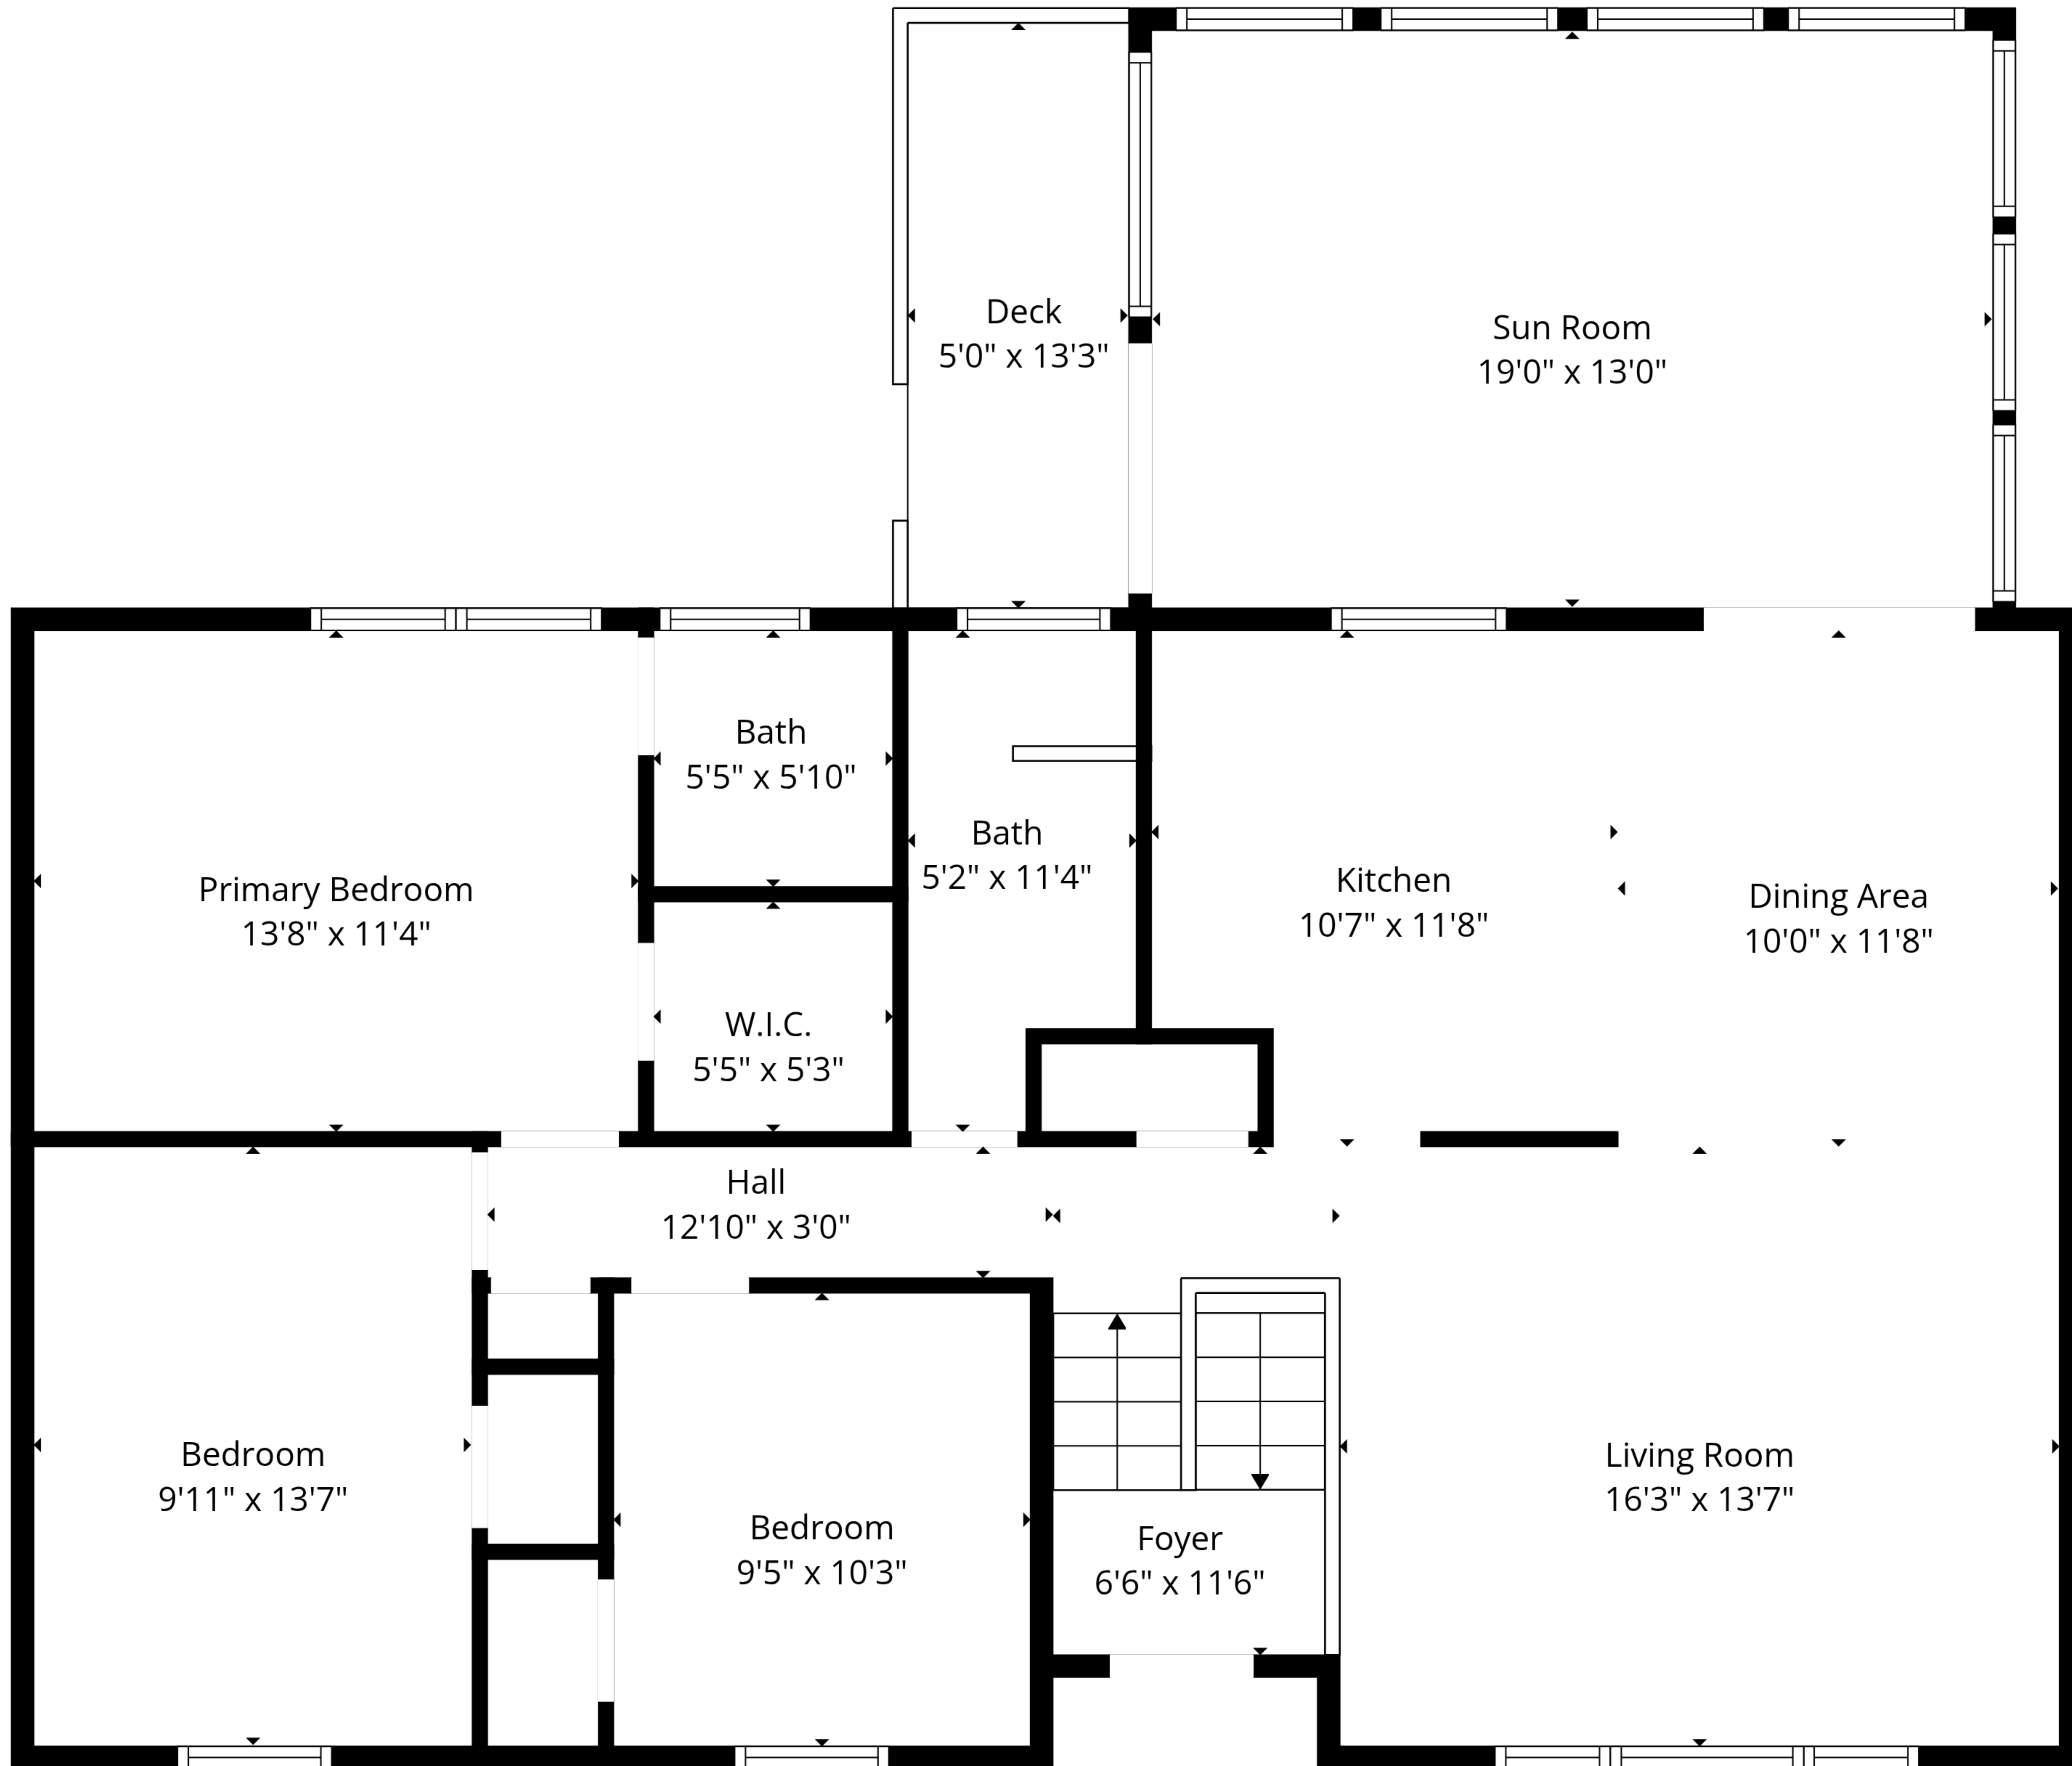 Deck
5'0" x 13'3"
Sun Room
19'0" x 13'0"
Bath
5'5" x 5'10"
Bath
5'2" x 11'4"
Kitchen
10'7" x 11'8"
Dining Area
10'0" x 11'8"
Primary Bedroom
13'8" x 11'4"
W.I.C.
5'5" x 5'3"
Hall
12'10" x 3'0"
Bedroom
9'11" x 13'7"
Bedroom
9'5" x 10'3"
Foyer
6'6" x 11'6"
Living Room
16'3" x 13'7"